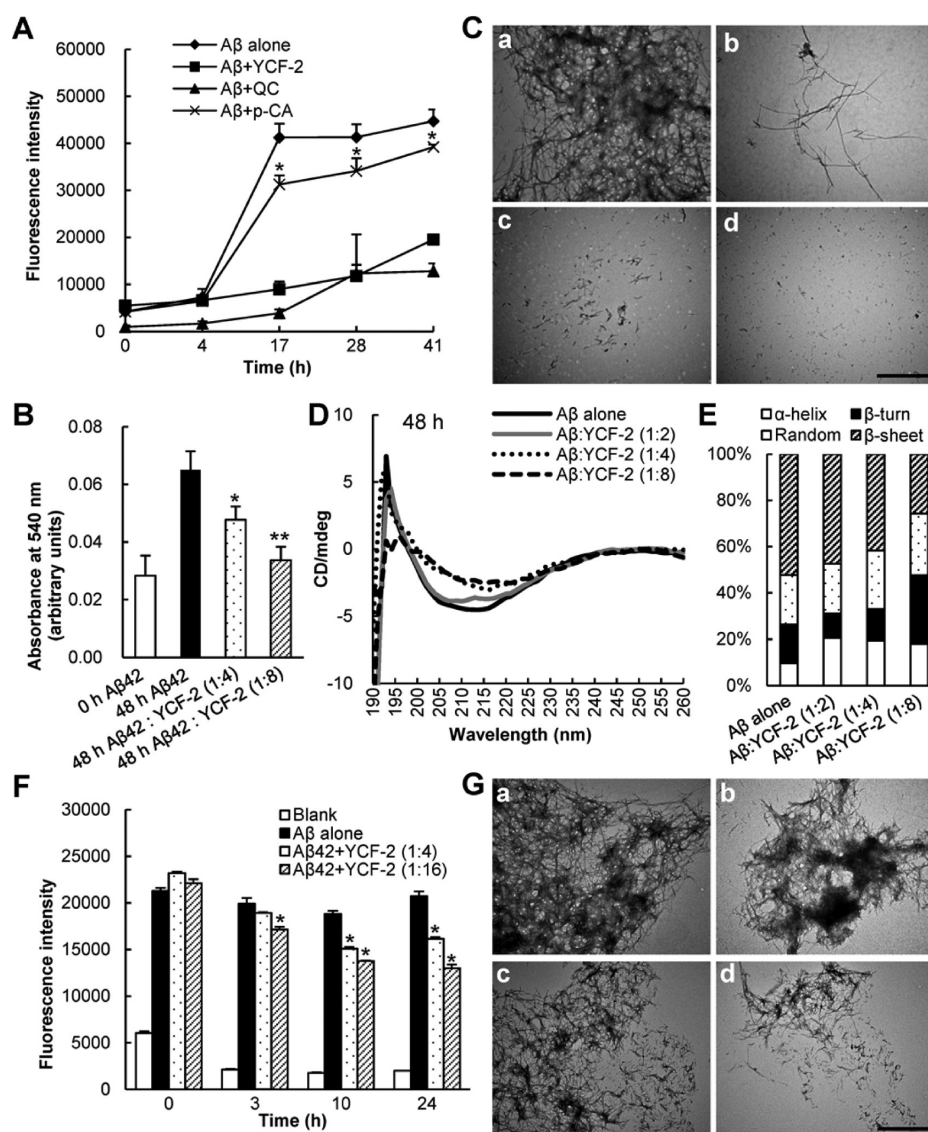 A
60000
50000
40000
30000
20000
10000
0
Fluorescence intensity
Aβ alone
Aβ+YCF-2
Aβ+QC
Aβ+p-CA
*
*
*
0 4 17 28 41
Time (h)
C
a
b
c
d
B
0.08
0.06
0.04
0.02
0.00
Absorbance at 540 nm
(arbitrary units)
*
**
0 h Aβ42
48 h Aβ42
48 h Aβ42 : YCF-2 (1:4)
48 h Aβ42 : YCF-2 (1:8)
D
48 h
Aβ alone
Aβ:YCF-2 (1:2)
Aβ:YCF-2 (1:4)
Aβ:YCF-2 (1:8)
10
5
0
-5
-10
CD/mdeg
190 195 200 205 210 215 220 225 230 235 240 245 250 255 260
Wavelength (nm)
E
α-helix β-turn
Random β-sheet
100%
80%
60%
40%
20%
0%
Aβ alone
Aβ:YCF-2 (1:2)
Aβ:YCF-2 (1:4)
Aβ:YCF-2 (1:8)
F
30000
25000
20000
15000
10000
5000
0
Fluorescence intensity
Blank
Aβ alone
Aβ42+YCF-2 (1:4)
Aβ42+YCF-2 (1:16)
*
* *
* *
0 3 10 24
Time (h)
G
a
b
c
d